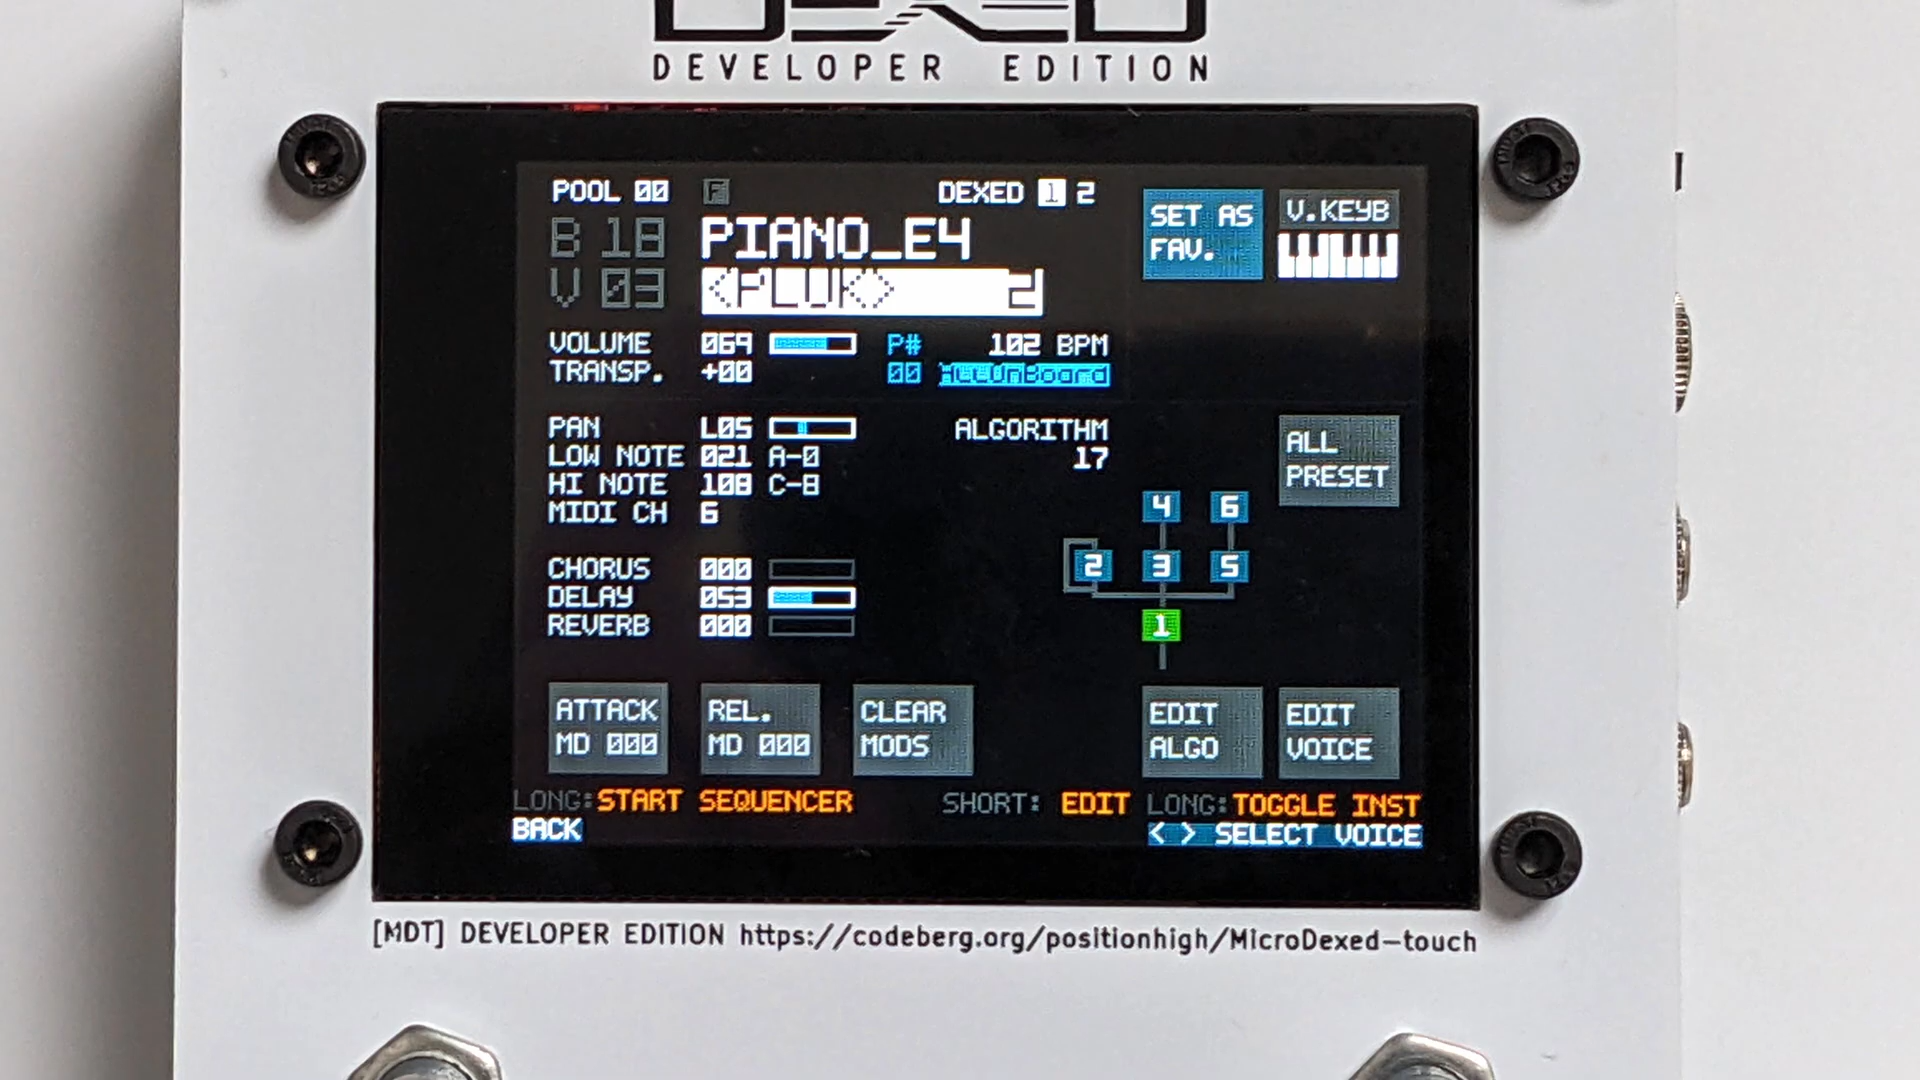 DEXED
DEVELOPER EDITION
POOL 00 F DEXED 1 2
B 18 PIANO_E4
V 03 <PLUK> 2
SET AS
FAV.
V.KEYB
VOLUME 069 P# 102 BPM
TRANSP. +00 00 AllOnBoard
PAN L05 ALGORITHM
LOW NOTE 021 A-0 17
HI NOTE 108 C-8
MIDI CH 6
ALL
PRESET
4 6
2 3 5
1
CHORUS 000
DELAY 053
REVERB 000
ATTACK
MD 000
REL.
MD 000
CLEAR
MODS
EDIT
ALGO
EDIT
VOICE
LONG:START SEQUENCER SHORT: EDIT LONG:TOGGLE INST
BACK < > SELECT VOICE
[MDT] DEVELOPER EDITION https://codeberg.org/positionhigh/MicroDexed-touch